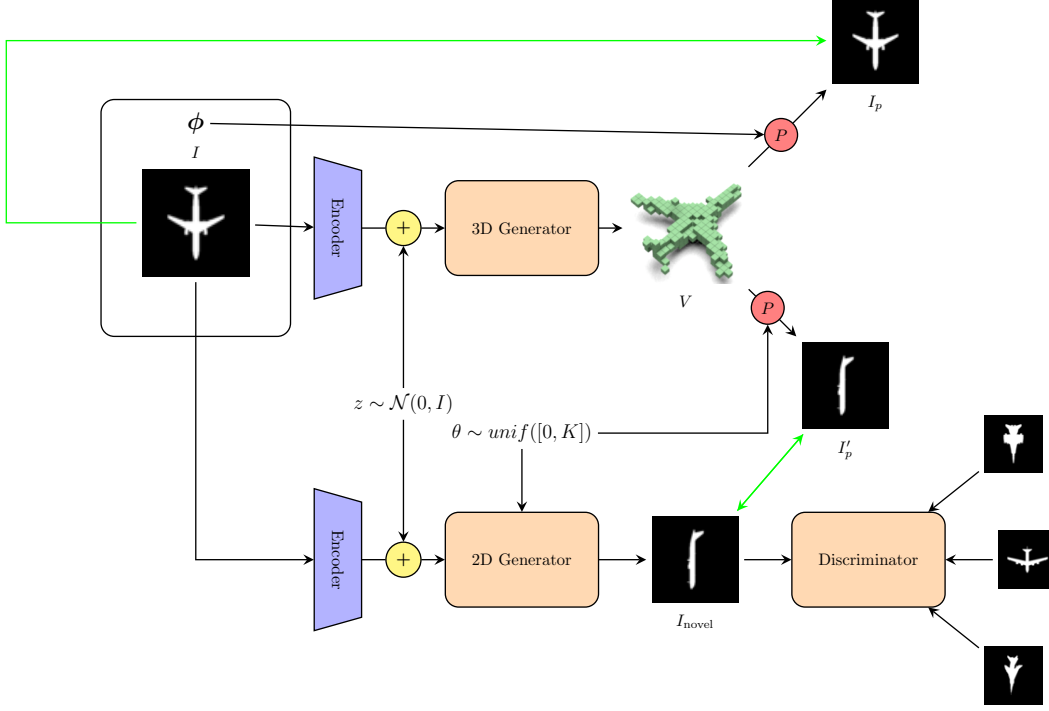 I_p
ϕ
P
I
Encoder
+
3D Generator
V
P
z ∼ 𝒩(0, I)
θ ∼ unif([0, K])
I′_p
Encoder
+
2D Generator
Discriminator
I_novel